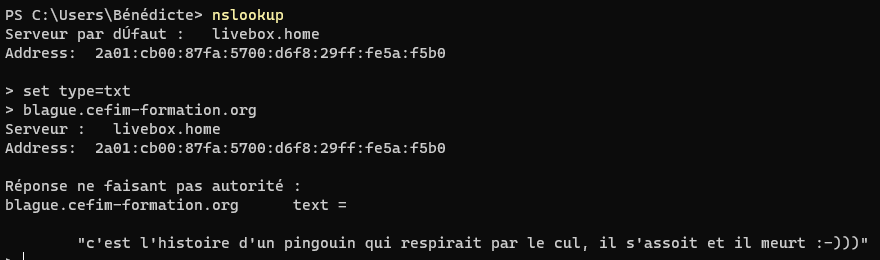 PS C:\Users\Bénédicte> nslookup
Serveur par dÚfaut :   livebox.home
Address:  2a01:cb00:87fa:5700:d6f8:29ff:fe5a:f5b0
> set type=txt
> blague.cefim-formation.org
Serveur :   livebox.home
Address:  2a01:cb00:87fa:5700:d6f8:29ff:fe5a:f5b0
Réponse ne faisant pas autorité :
blague.cefim-formation.org      text =
"c'est l'histoire d'un pingouin qui respirait par le cul, il s'assoit et il meurt :-)))"
>